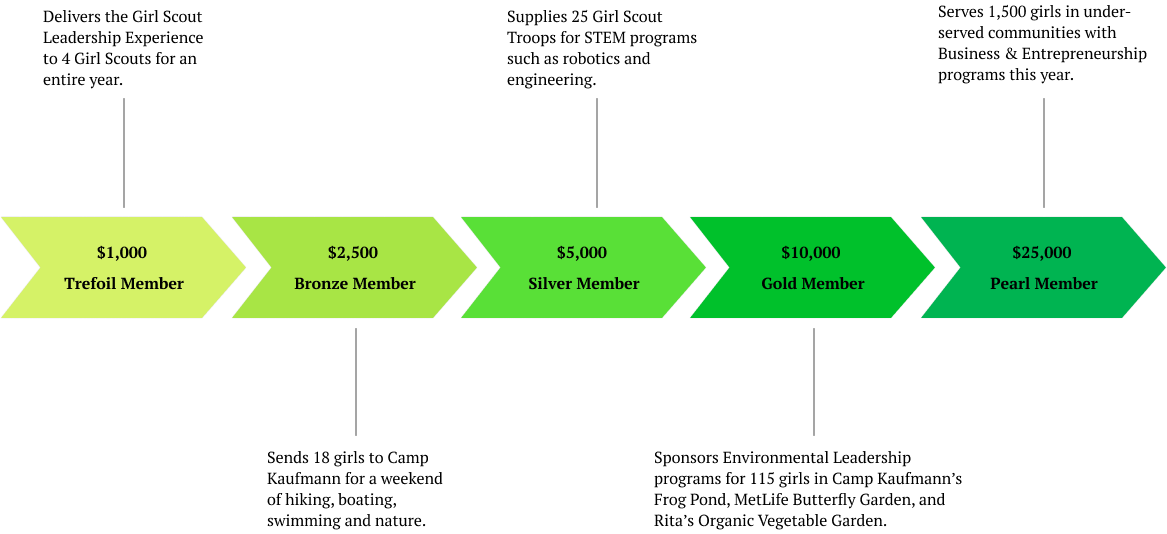 Delivers the Girl Scout
Leadership Experience
to 4 Girl Scouts for an
entire year.
Supplies 25 Girl Scout
Troops for STEM programs
such as robotics and
engineering.
Serves 1,500 girls in under-
served communities with
Business & Entrepreneurship
programs this year.
$1,000
Trefoil Member
$2,500
Bronze Member
$5,000
Silver Member
$10,000
Gold Member
$25,000
Pearl Member
Sends 18 girls to Camp
Kaufmann for a weekend
of hiking, boating,
swimming and nature.
Sponsors Environmental Leadership
programs for 115 girls in Camp Kaufmann’s
Frog Pond, MetLife Butterfly Garden, and
Rita’s Organic Vegetable Garden.